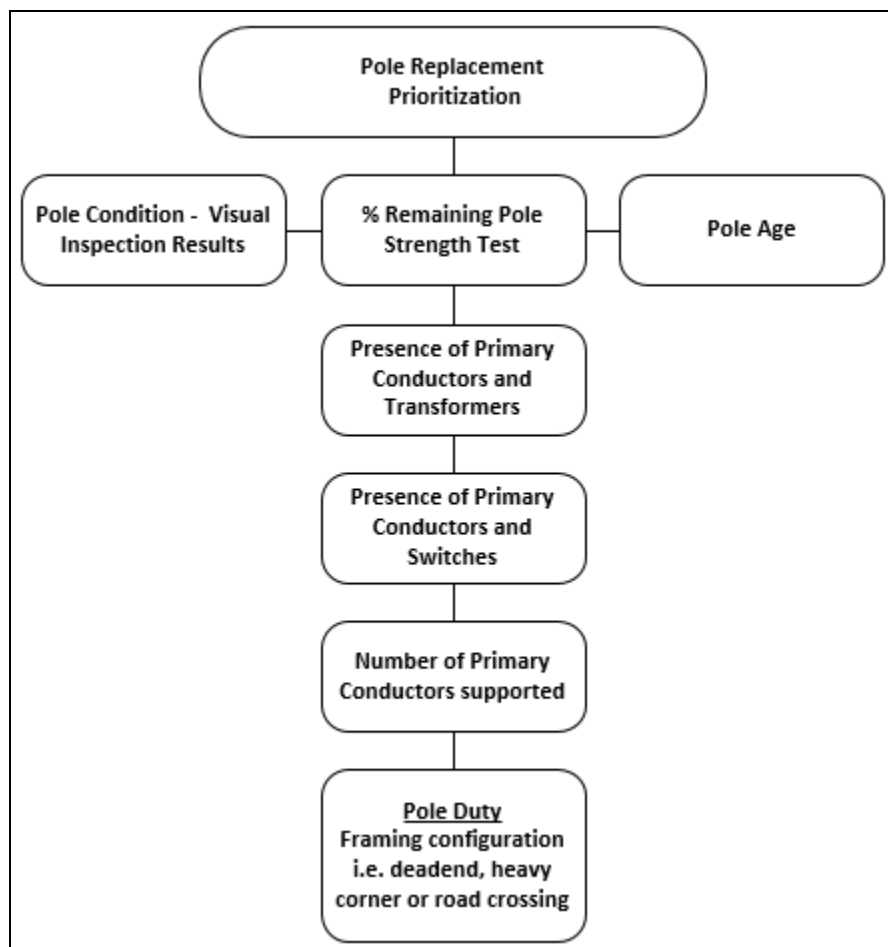 Pole Replacement
Prioritization
Pole Condition - Visual
Inspection Results
% Remaining Pole
Strength Test
Pole Age
Presence of Primary
Conductors and
Transformers
Presence of Primary
Conductors and
Switches
Number of Primary
Conductors supported
Pole Duty
Framing configuration
i.e. deadend, heavy
corner or road crossing